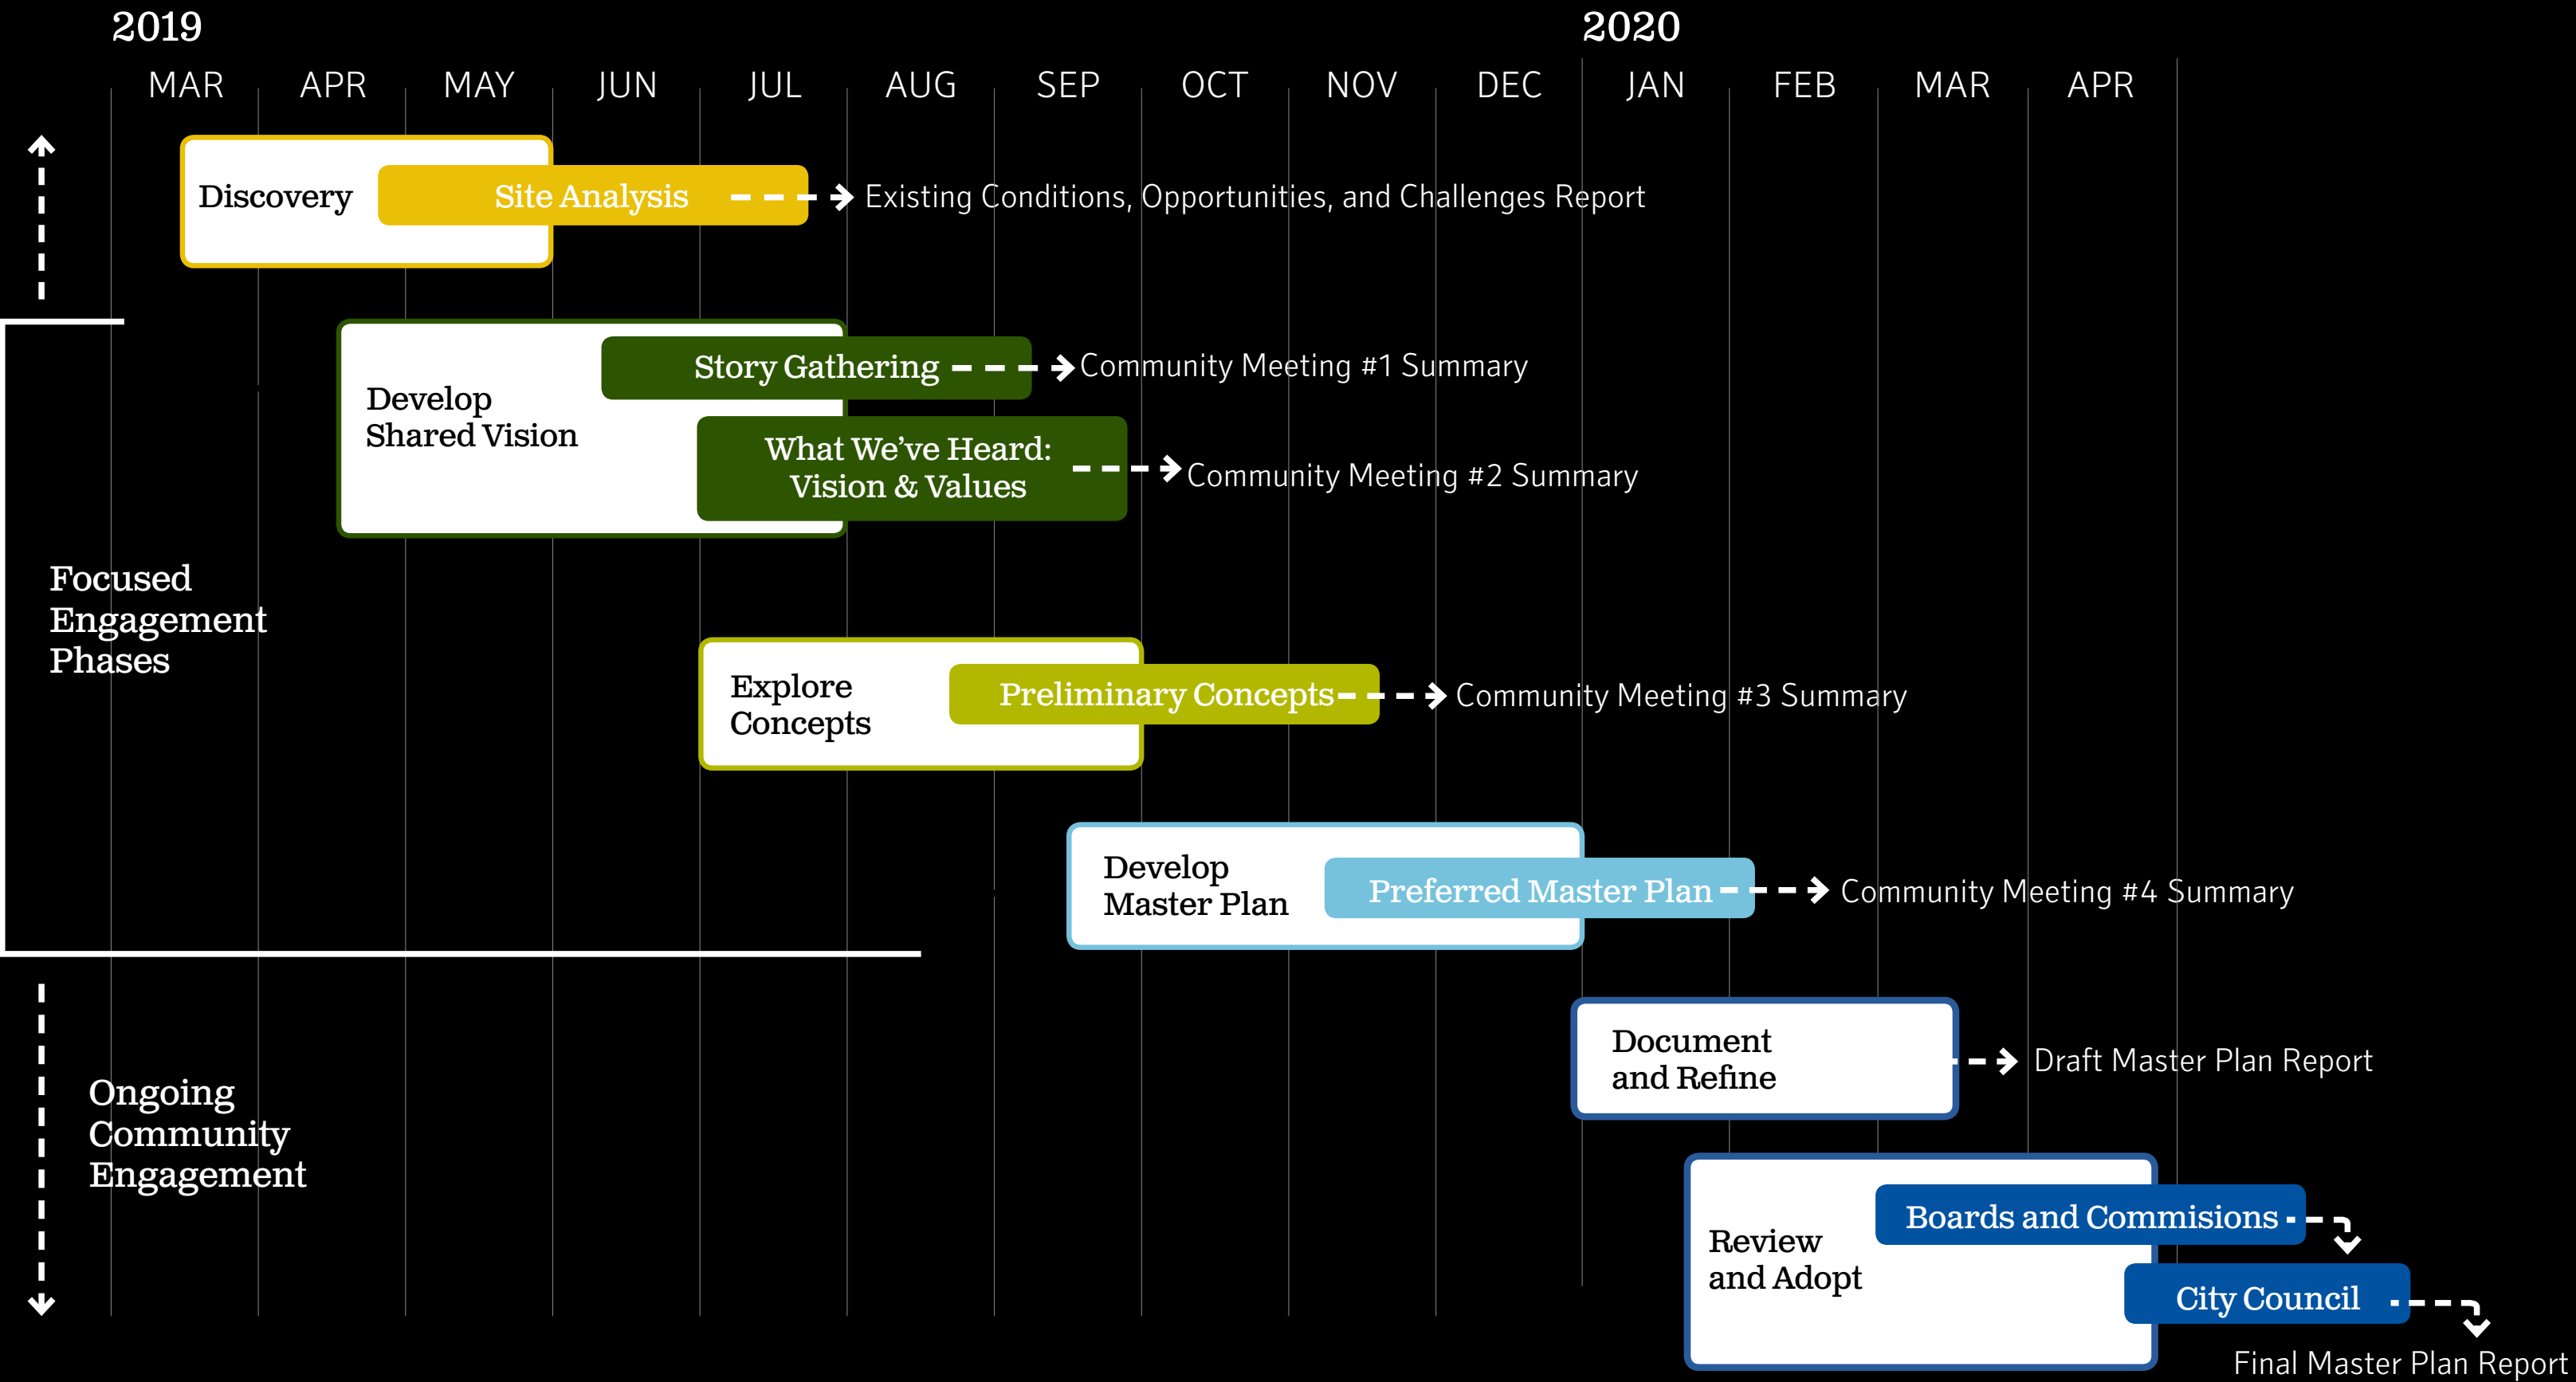 2019
2020
MAR
APR
MAY
JUN
JUL
AUG
SEP
OCT
NOV
DEC
JAN
FEB
MAR
APR
Discovery
Site Analysis
Existing Conditions, Opportunities, and Challenges Report
Develop
Shared Vision
Story Gathering
Community Meeting #1 Summary
What We’ve Heard:
Vision & Values
Community Meeting #2 Summary
Focused
Engagement
Phases
Explore
Concepts
Preliminary Concepts
Community Meeting #3 Summary
Develop
Master Plan
Preferred Master Plan
Community Meeting #4 Summary
Document
and Refine
Draft Master Plan Report
Ongoing
Community
Engagement
Review
and Adopt
Boards and Commisions
City Council
Final Master Plan Report